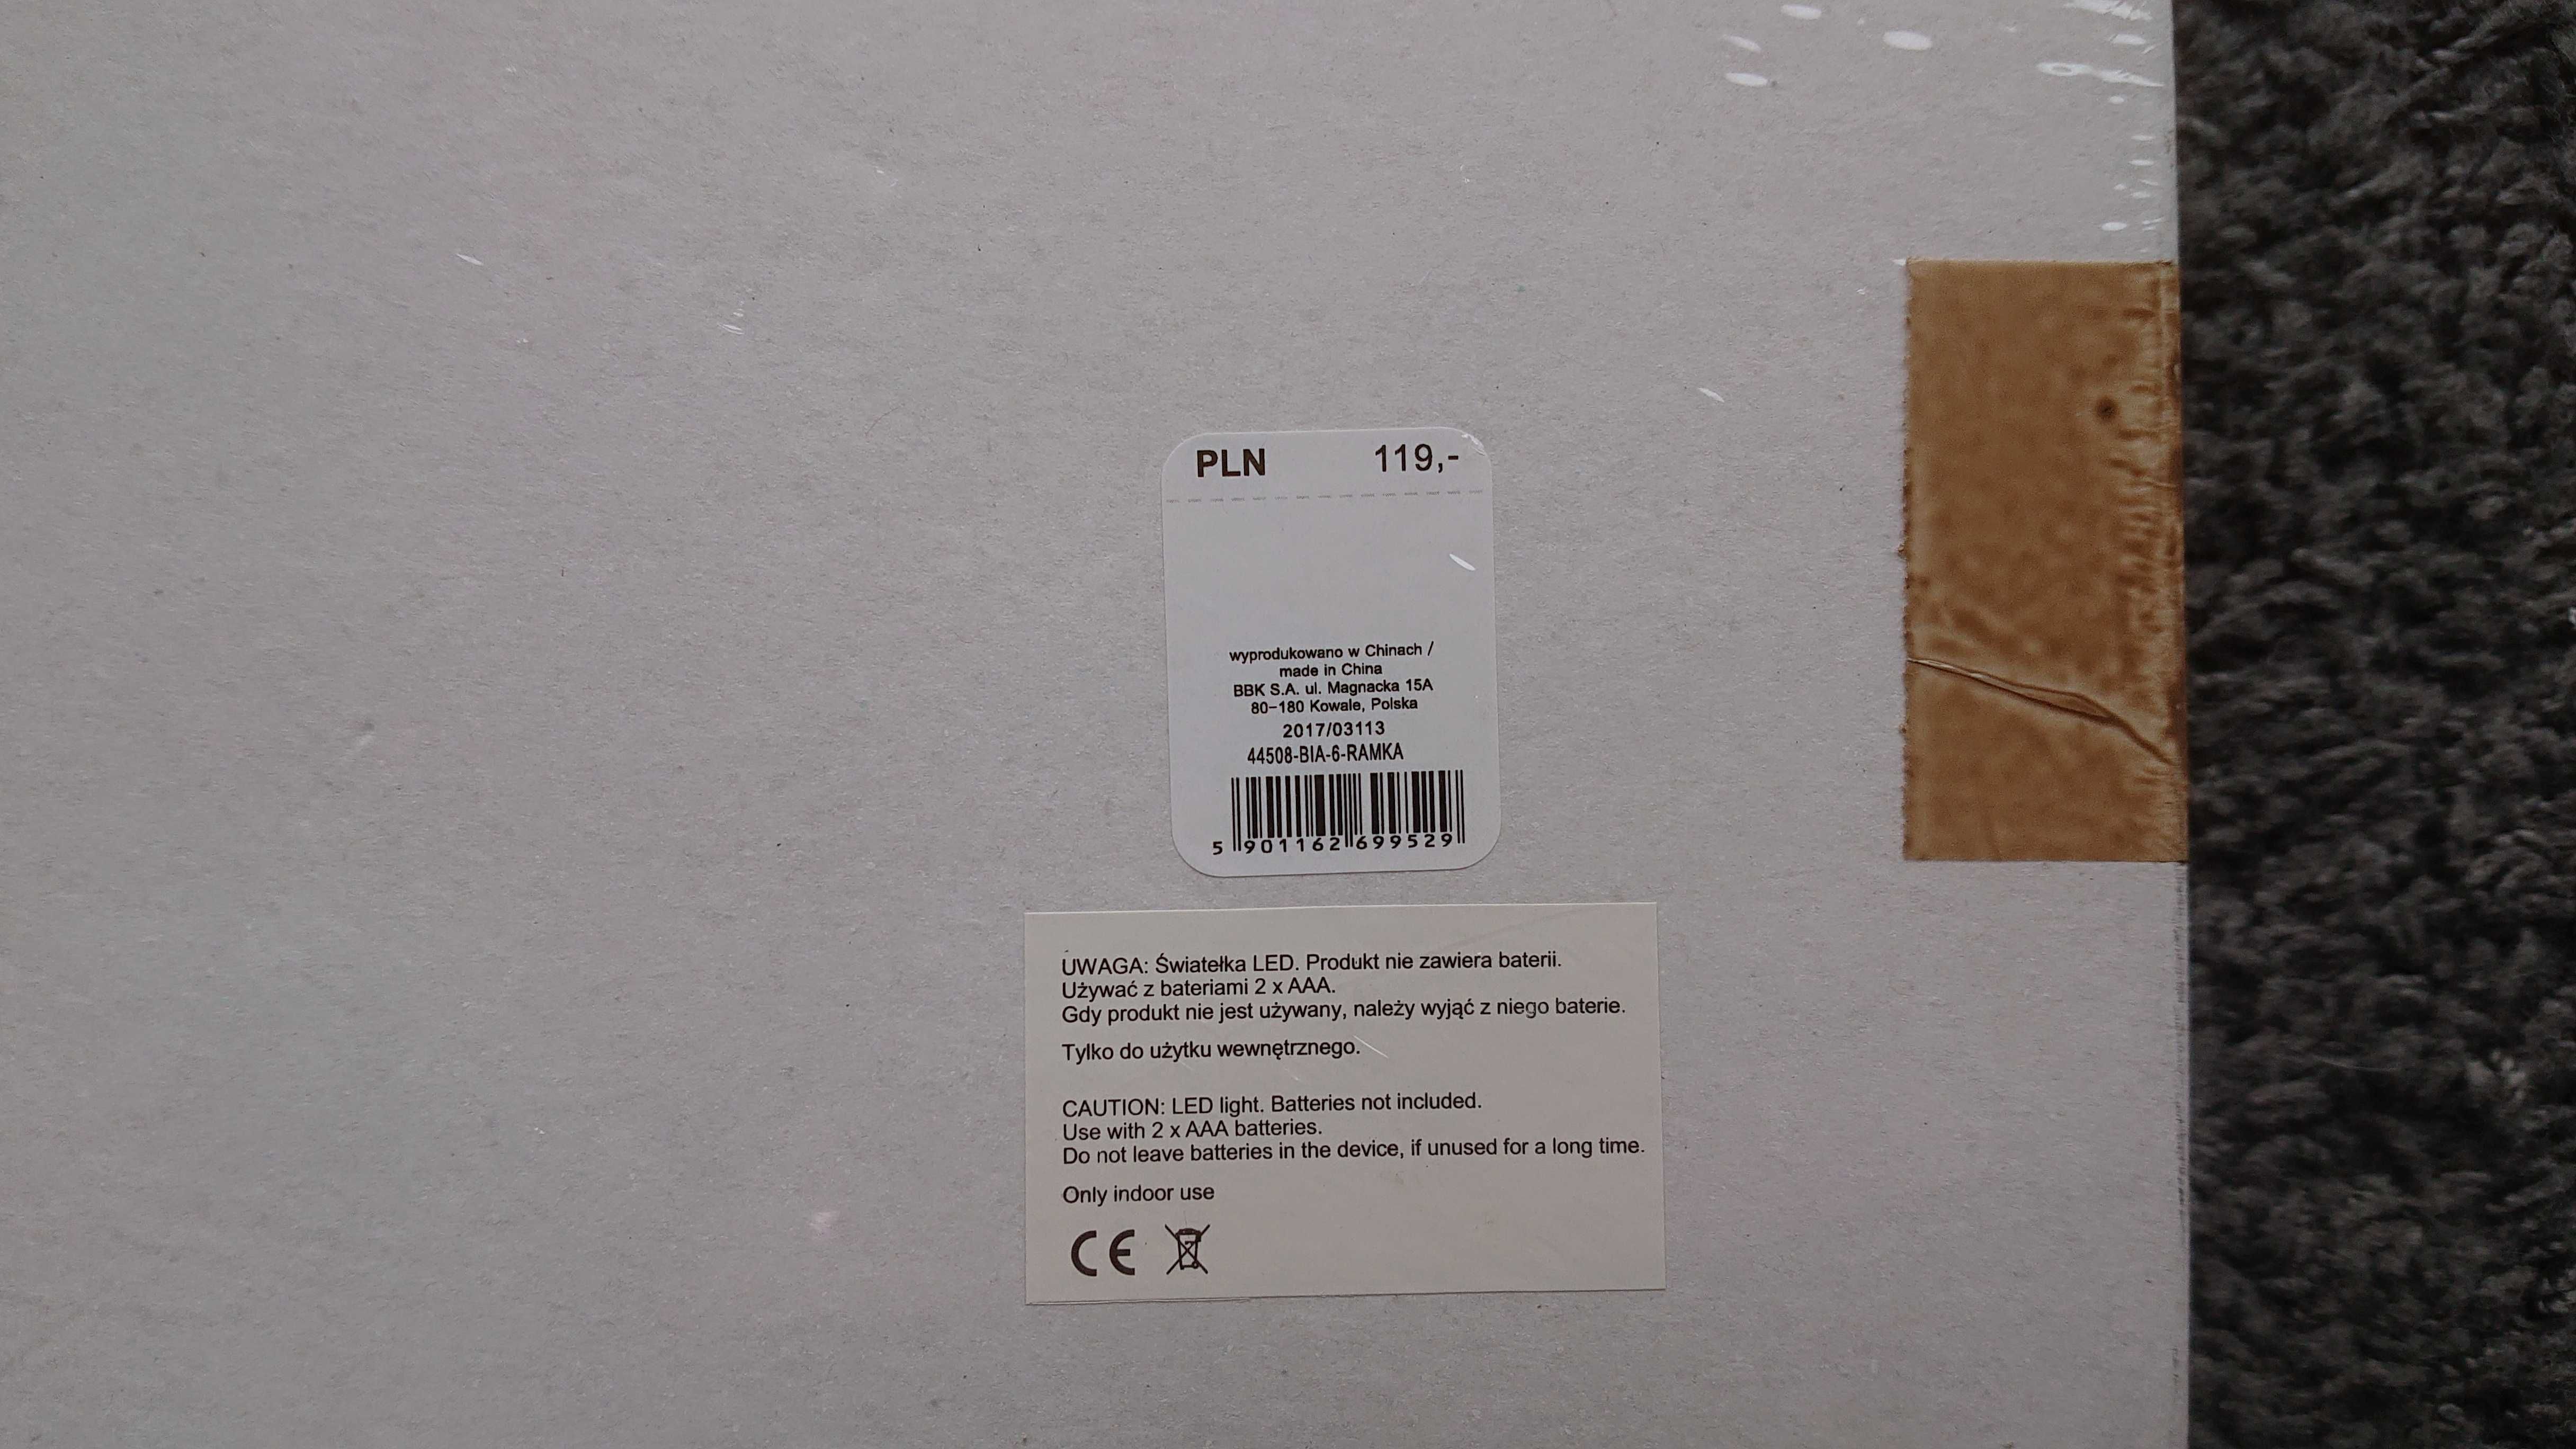 PLN 119,-
wyprodukowano w Chinach /
made in China
BBK S.A. ul. Magnacka 15A
80-180 Kowale, Polska
2017/03113
44508-BIA-6-RAMKA
5 901162 699529
UWAGA: Światełka LED. Produkt nie zawiera baterii.
Używać z bateriami 2 x AAA.
Gdy produkt nie jest używany, należy wyjąć z niego baterie.
Tylko do użytku wewnętrznego.
CAUTION: LED light. Batteries not included.
Use with 2 x AAA batteries.
Do not leave batteries in the device, if unused for a long time.
Only indoor use
CE